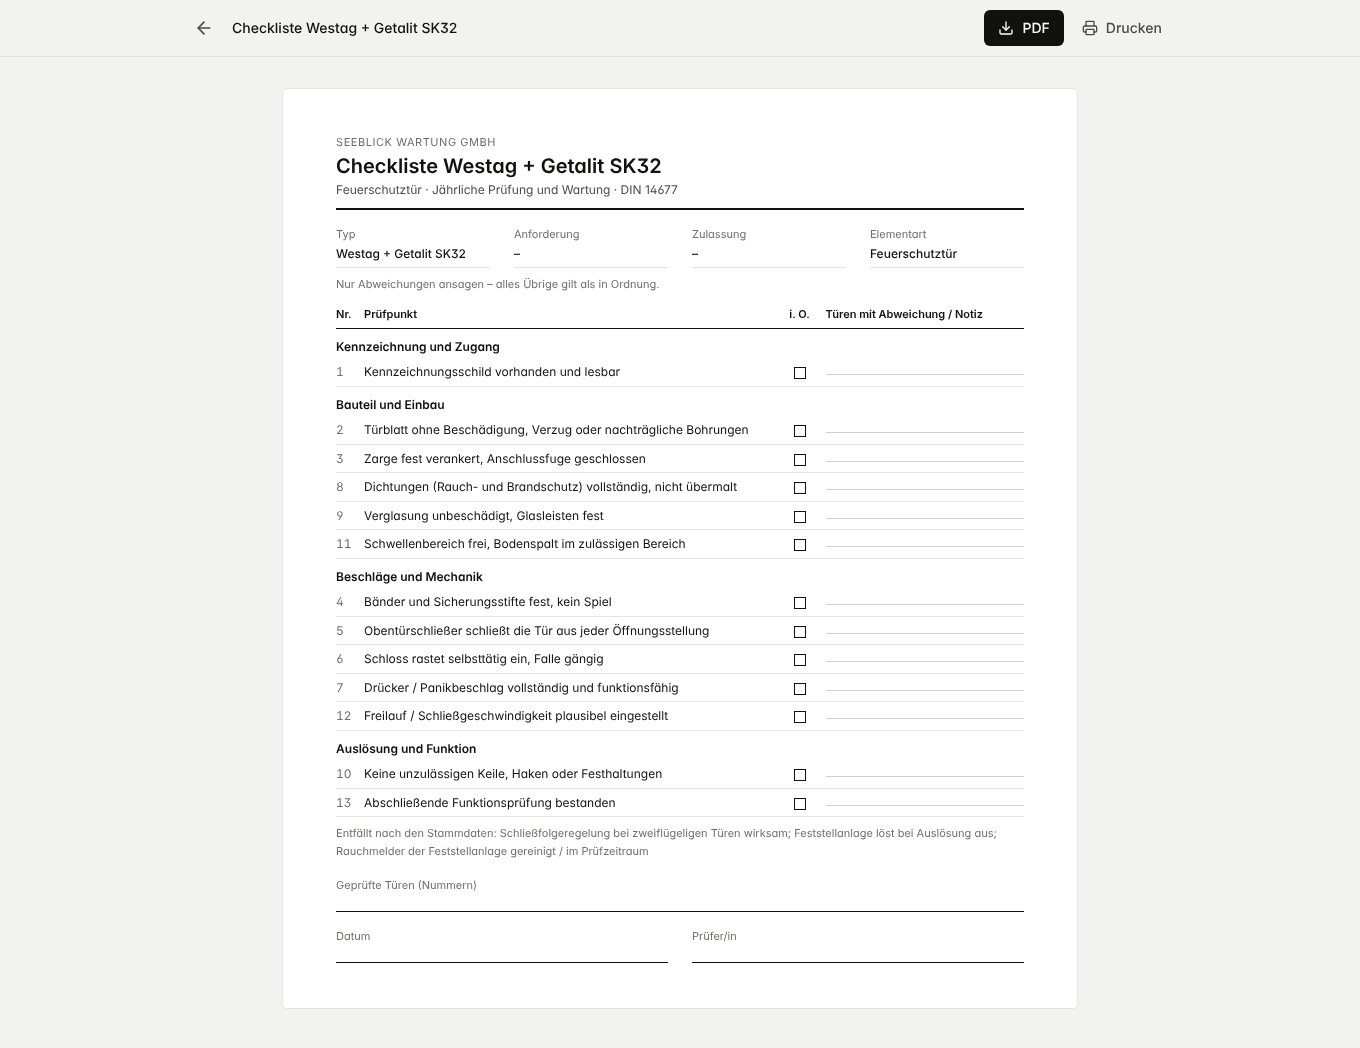 Checkliste Westag + Getalit SK32
PDF
Drucken
SEEBLICK WARTUNG GMBH
Checkliste Westag + Getalit SK32
Feuerschutztür · Jährliche Prüfung und Wartung · DIN 14677
Typ Anforderung Zulassung Elementart
Westag + Getalit SK32 – – Feuerschutztür
Nur Abweichungen ansagen – alles Übrige gilt als in Ordnung.
Nr. Prüfpunkt i. O. Türen mit Abweichung / Notiz
Kennzeichnung und Zugang
1 Kennzeichnungsschild vorhanden und lesbar
Bauteil und Einbau
2 Türblatt ohne Beschädigung, Verzug oder nachträgliche Bohrungen
3 Zarge fest verankert, Anschlussfuge geschlossen
8 Dichtungen (Rauch- und Brandschutz) vollständig, nicht übermalt
9 Verglasung unbeschädigt, Glasleisten fest
11 Schwellenbereich frei, Bodenspalt im zulässigen Bereich
Beschläge und Mechanik
4 Bänder und Sicherungsstifte fest, kein Spiel
5 Obentürschließer schließt die Tür aus jeder Öffnungsstellung
6 Schloss rastet selbsttätig ein, Falle gängig
7 Drücker / Panikbeschlag vollständig und funktionsfähig
12 Freilauf / Schließgeschwindigkeit plausibel eingestellt
Auslösung und Funktion
10 Keine unzulässigen Keile, Haken oder Festhaltungen
13 Abschließende Funktionsprüfung bestanden
Entfällt nach den Stammdaten: Schließfolgeregelung bei zweiflügeligen Türen wirksam; Feststellanlage löst bei Auslösung aus;
Rauchmelder der Feststellanlage gereinigt / im Prüfzeitraum
Geprüfte Türen (Nummern)
Datum Prüfer/in